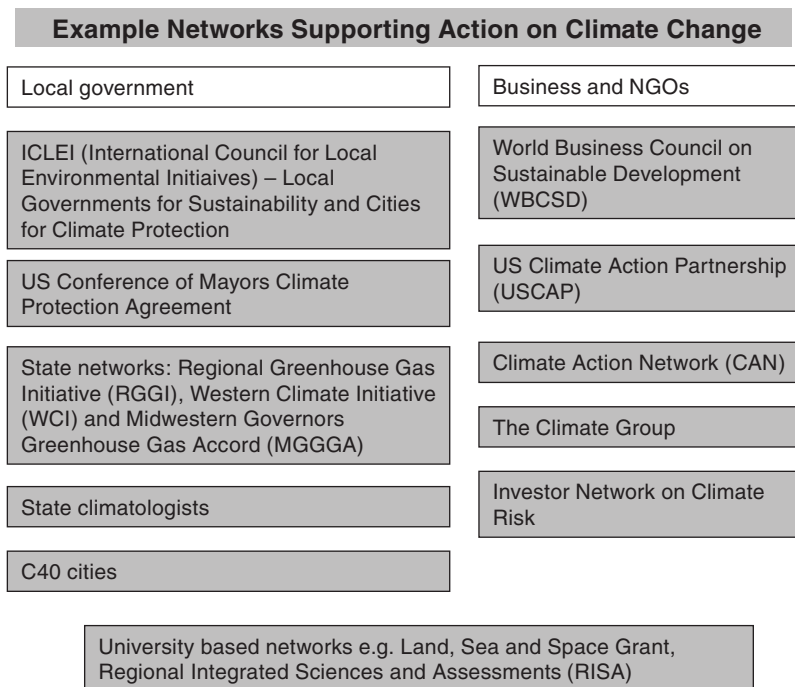 Example Networks Supporting Action on Climate Change
Local government
ICLEI (International Council for Local
Environmental Initiaives) – Local
Governments for Sustainability and Cities
for Climate Protection
US Conference of Mayors Climate
Protection Agreement
State networks: Regional Greenhouse Gas
Initiative (RGGI), Western Climate Initiative
(WCI) and Midwestern Governors
Greenhouse Gas Accord (MGGGA)
State climatologists
C40 cities
Business and NGOs
World Business Council on
Sustainable Development
(WBCSD)
US Climate Action Partnership
(USCAP)
Climate Action Network (CAN)
The Climate Group
Investor Network on Climate
Risk
University based networks e.g. Land, Sea and Space Grant,
Regional Integrated Sciences and Assessments (RISA)